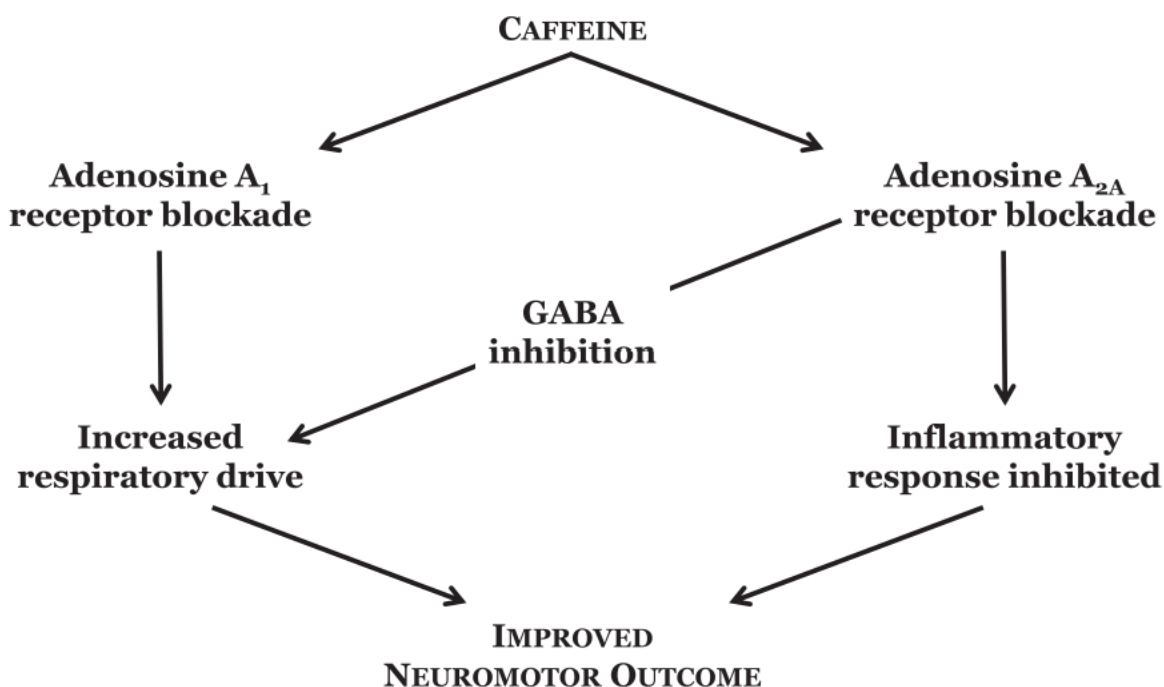 CAFFEINE
Adenosine A₁
receptor blockade
Adenosine A₂A
receptor blockade
GABA
inhibition
Increased
respiratory drive
Inflammatory
response inhibited
IMPROVED
NEUROMOTOR OUTCOME